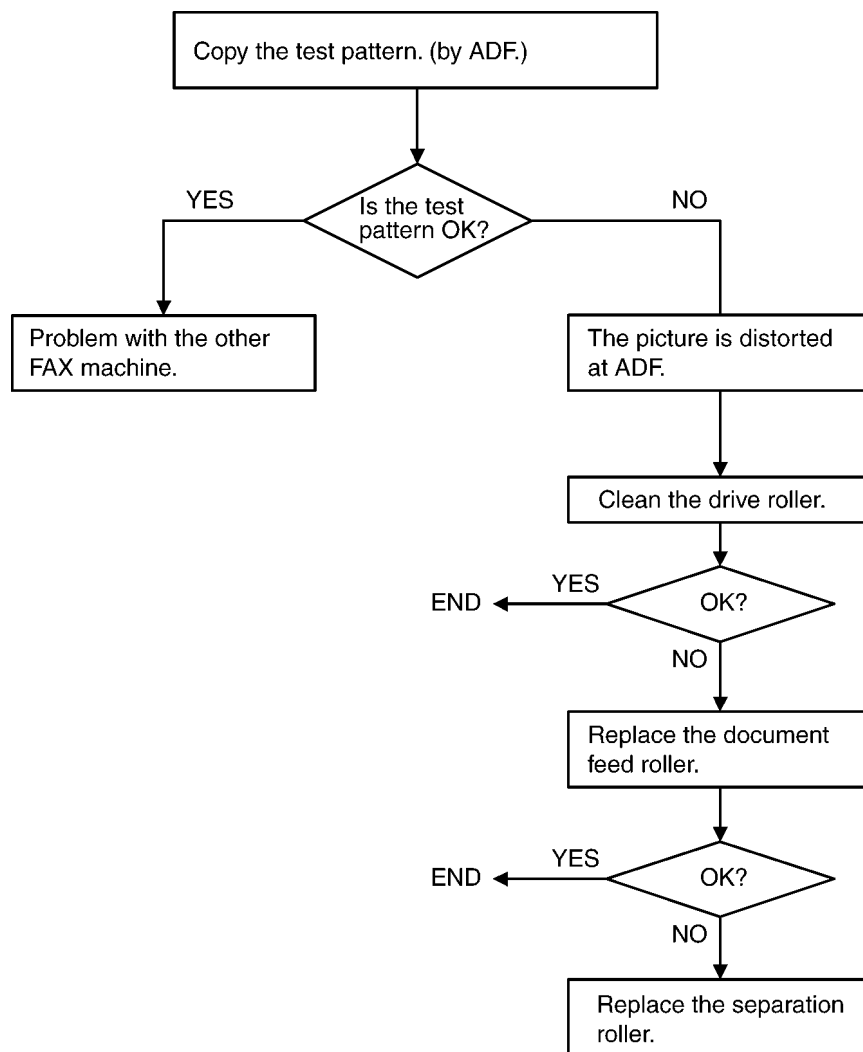 Copy the test pattern. (by ADF.)
YES
Is the test
pattern OK?
NO
Problem with the other
FAX machine.
The picture is distorted
at ADF.
Clean the drive roller.
END
YES
OK?
NO
Replace the document
feed roller.
END
YES
OK?
NO
Replace the separation
roller.